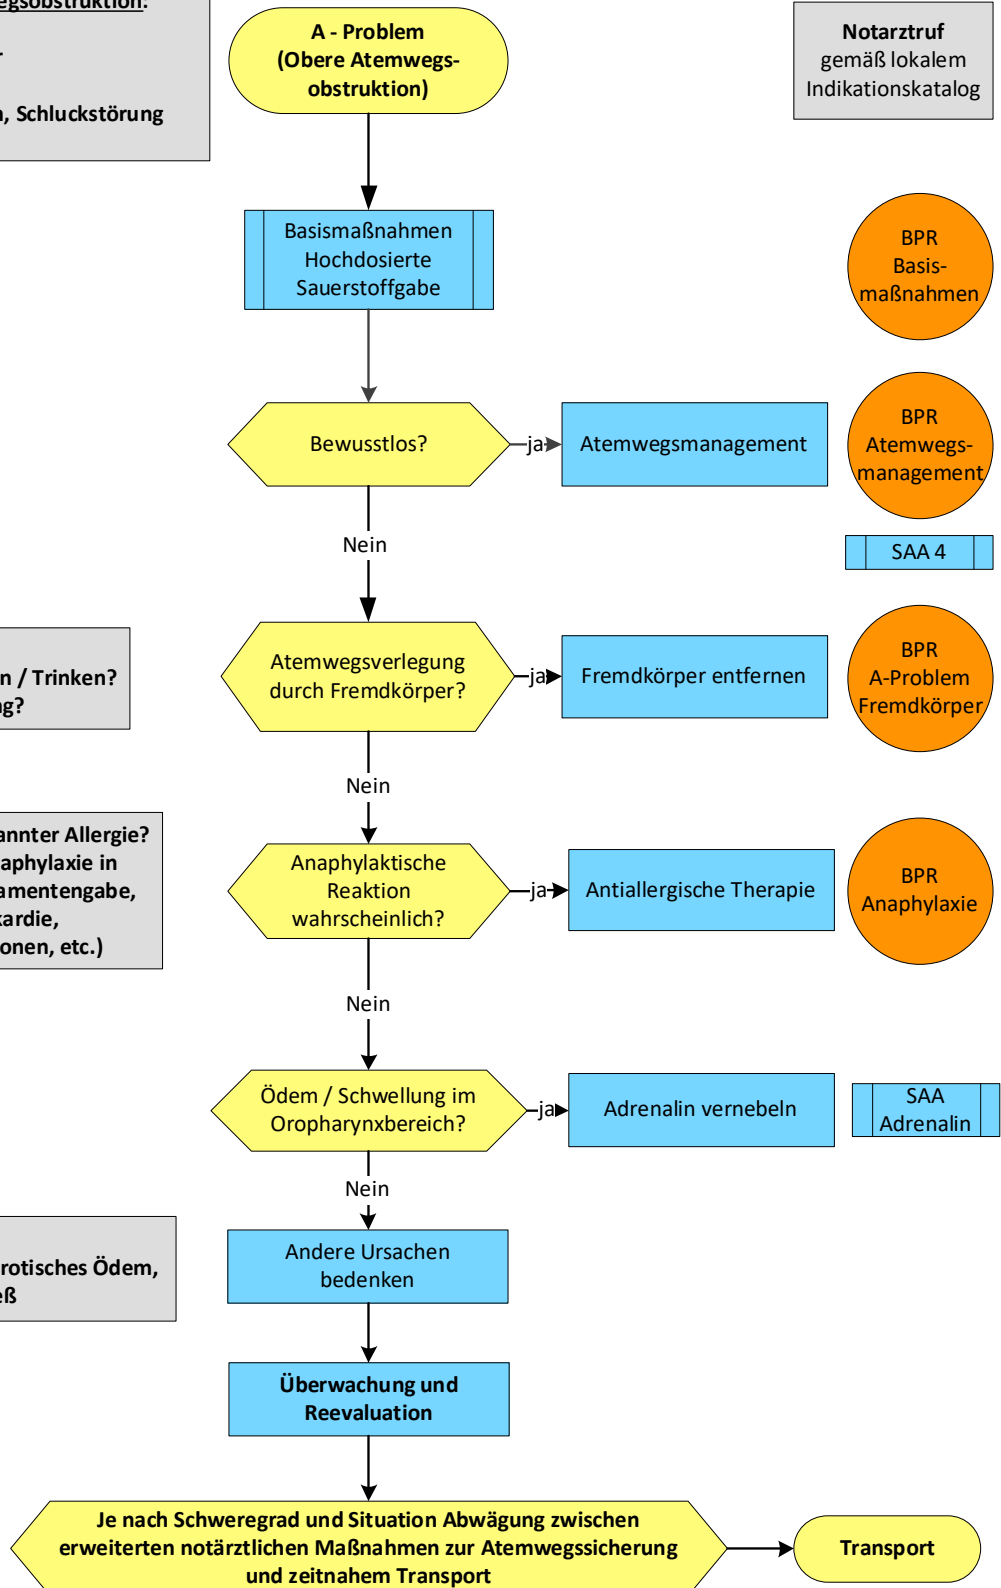 egsobstruktion:
r
n, Schluckstörung
A - Problem
(Obere Atemwegs-
obstruktion)
Notarztruf
gemäß lokalem
Indikationskatalog
Basismaßnahmen
Hochdosierte
Sauerstoffgabe
BPR
Basis-
maßnahmen
Bewusstlos?
ja
Atemwegsmanagement
BPR
Atemwegs-
management
Nein
SAA 4
n / Trinken?
ng?
Atemwegsverlegung
durch Fremdkörper?
ja
Fremdkörper entfernen
BPR
A-Problem
Fremdkörper
Nein
annter Allergie?
aphylaxie in
amentengabe,
kardie,
onen, etc.)
Anaphylaktische
Reaktion
wahrscheinlich?
ja
Antiallergische Therapie
BPR
Anaphylaxie
Nein
Ödem / Schwellung im
Oropharynxbereich?
ja
Adrenalin vernebeln
SAA
Adrenalin
Nein
rotisches Ödem,
eß
Andere Ursachen
bedenken
Überwachung und
Reevaluation
Je nach Schweregrad und Situation Abwägung zwischen
erweiterten notärztlichen Maßnahmen zur Atemwegssicherung
und zeitnahem Transport
Transport